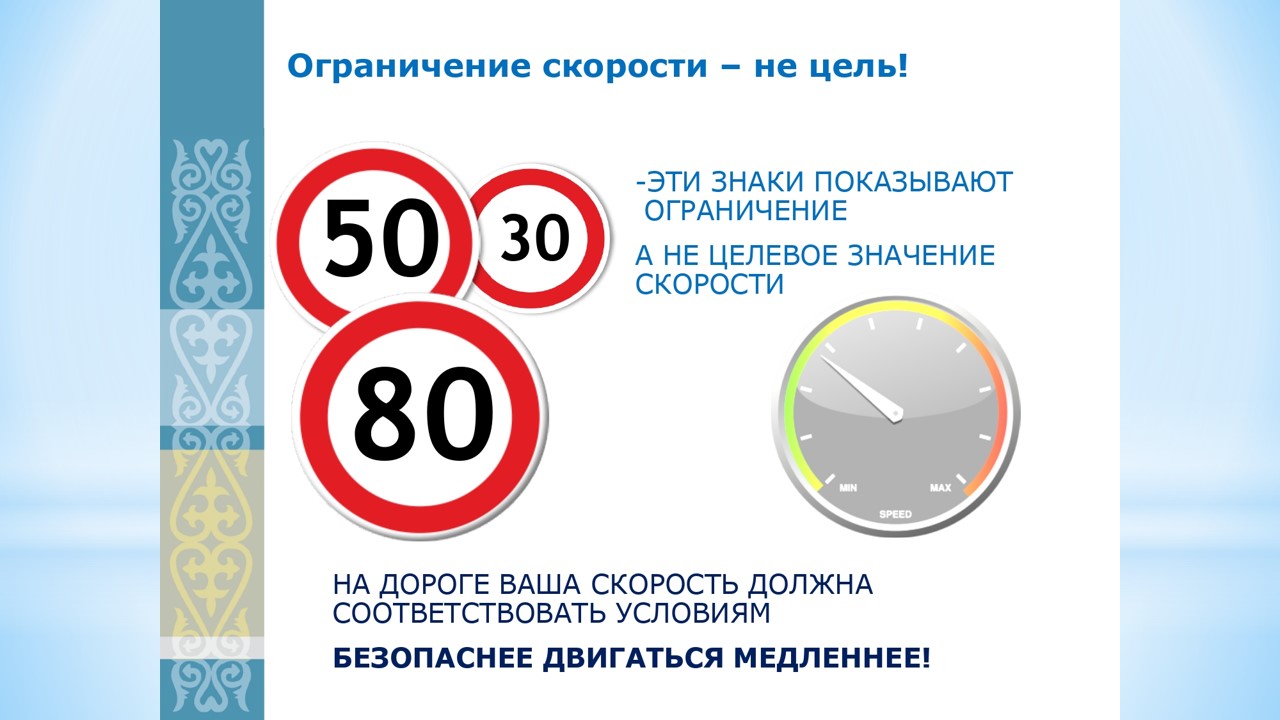 Ограничение скорости – не цель!
50
30
80
-ЭТИ ЗНАКИ ПОКАЗЫВАЮТ
ОГРАНИЧЕНИЕ
А НЕ ЦЕЛЕВОЕ ЗНАЧЕНИЕ
СКОРОСТИ
MIN
MAX
SPEED
НА ДОРОГЕ ВАША СКОРОСТЬ ДОЛЖНА
СООТВЕТСТВОВАТЬ УСЛОВИЯМ
БЕЗОПАСНЕЕ ДВИГАТЬСЯ МЕДЛЕННЕЕ!